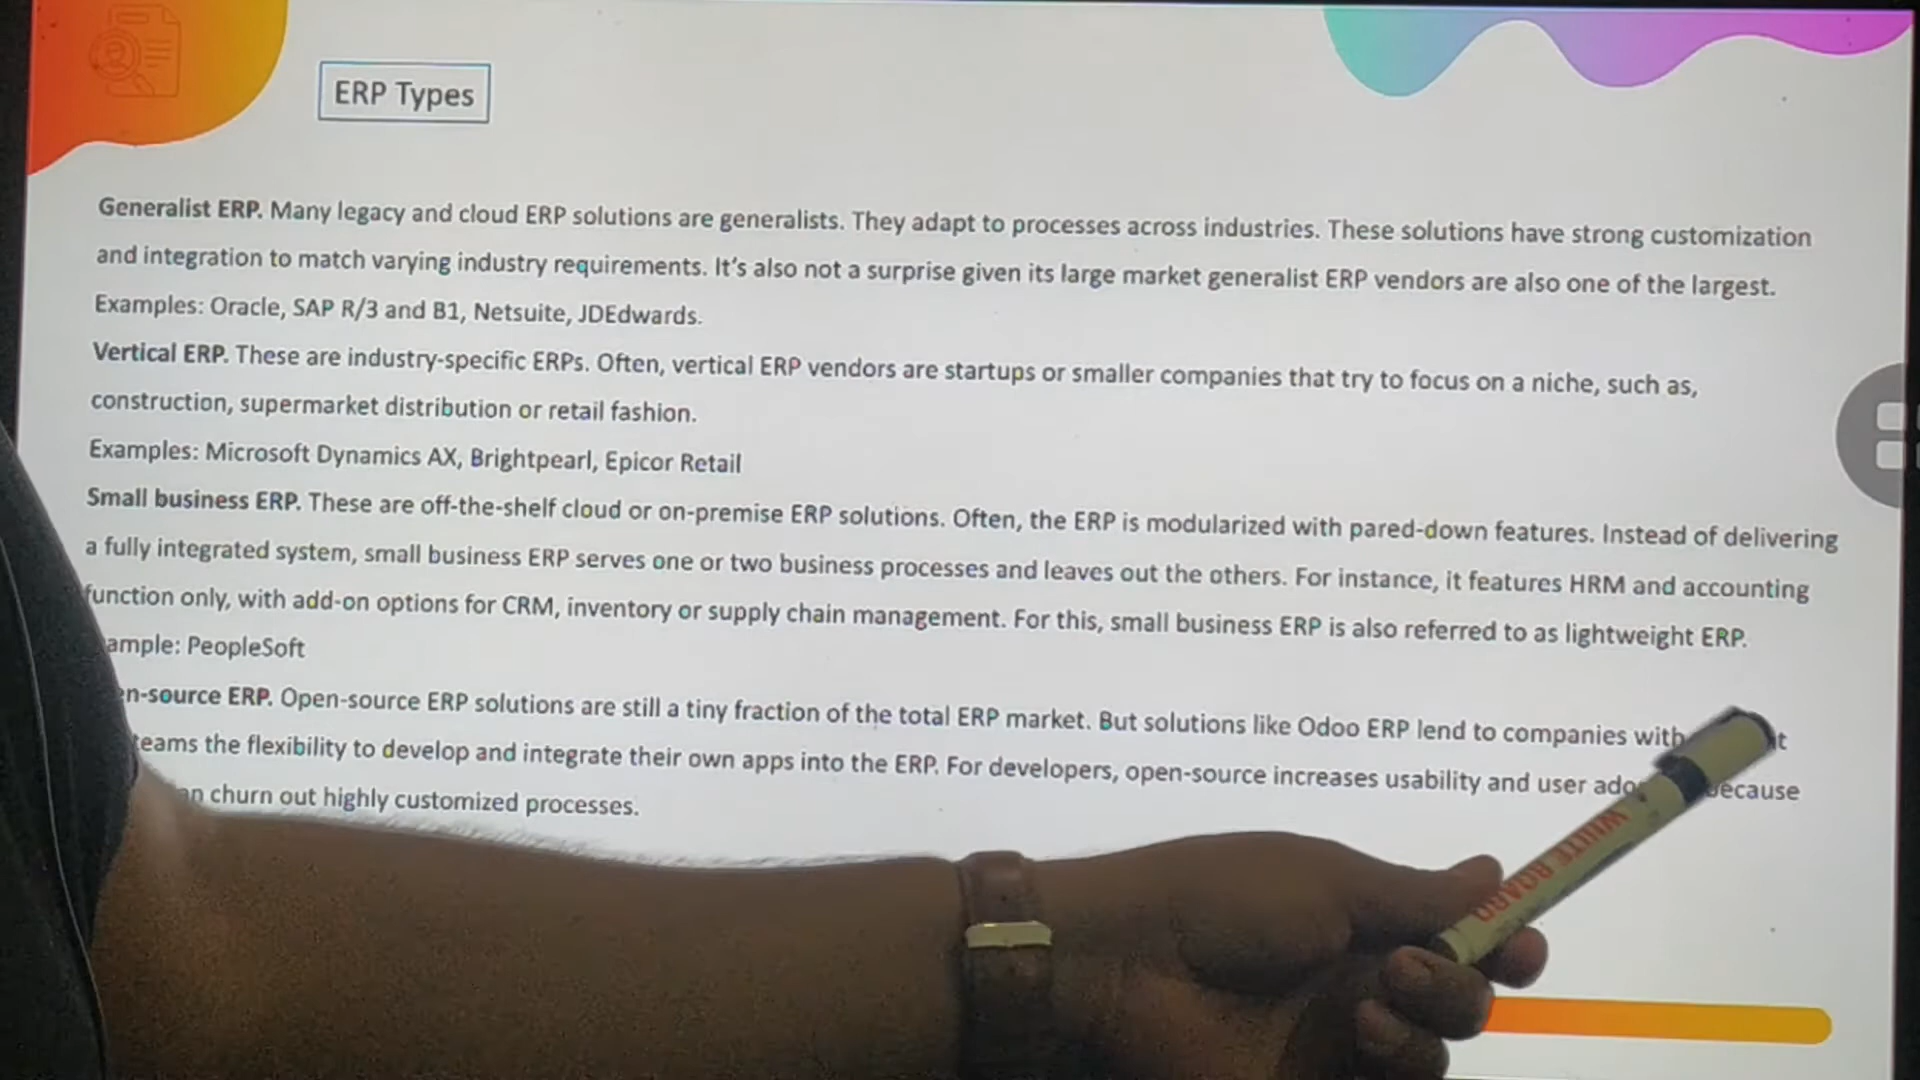 ERP Types
Generalist ERP. Many legacy and cloud ERP solutions are generalists. They adapt to processes across industries. These solutions have strong customization
and integration to match varying industry requirements. It's also not a surprise given its large market generalist ERP vendors are also one of the largest.
Examples: Oracle, SAP R/3 and B1, Netsuite, JDEdwards.
Vertical ERP. These are industry-specific ERPs. Often, vertical ERP vendors are startups or smaller companies that try to focus on a niche, such as,
construction, supermarket distribution or retail fashion.
Examples: Microsoft Dynamics AX, Brightpearl, Epicor Retail
Small business ERP. These are off-the-shelf cloud or on-premise ERP solutions. Often, the ERP is modularized with pared-down features. Instead of delivering
a fully integrated system, small business ERP serves one or two business processes and leaves out the others. For instance, it features HRM and accounting
function only, with add-on options for CRM, inventory or supply chain management. For this, small business ERP is also referred to as lightweight ERP.
ample: PeopleSoft
n-source ERP. Open-source ERP solutions are still a tiny fraction of the total ERP market. But solutions like Odoo ERP lend to companies with
teams the flexibility to develop and integrate their own apps into the ERP. For developers, open-source increases usability and user because
churn out highly customized processes.
WHITE BOARD